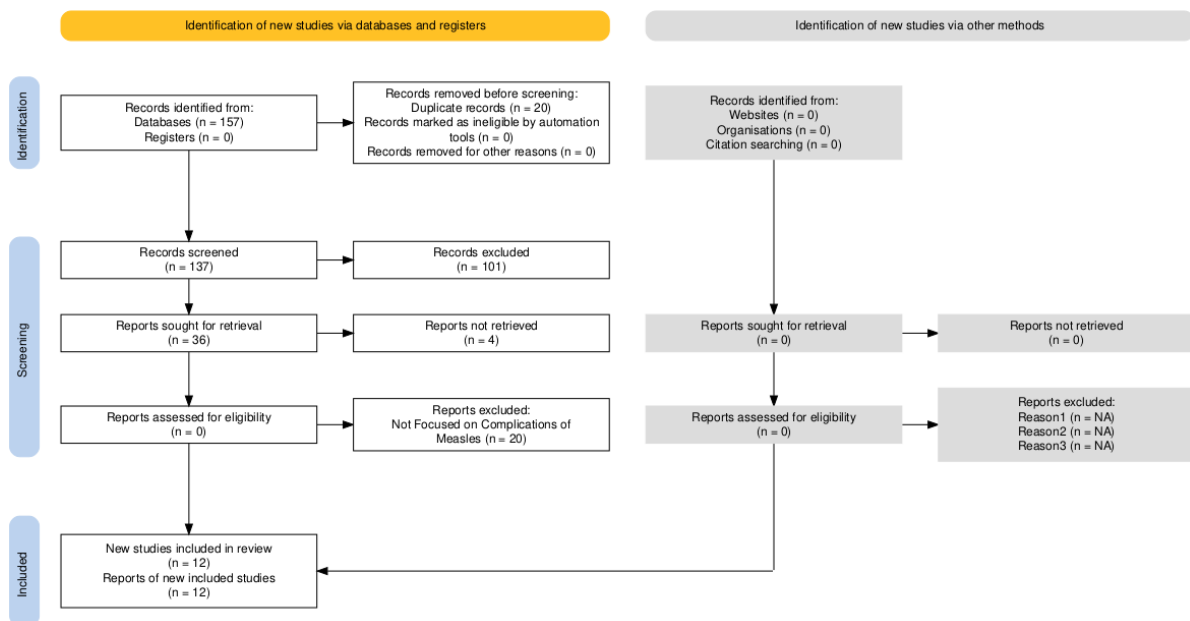 Identification of new studies via databases and registers
Identification of new studies via other methods
Identification
Records identified from:
Databases (n = 157)
Registers (n = 0)
Records removed before screening:
Duplicate records (n = 20)
Records marked as ineligible by automation
tools (n = 0)
Records removed for other reasons (n = 0)
Records identified from:
Websites (n = 0)
Organisations (n = 0)
Citation searching (n = 0)
Screening
Records screened
(n = 137)
Records excluded
(n = 101)
Reports sought for retrieval
(n = 36)
Reports not retrieved
(n = 4)
Reports sought for retrieval
(n = 0)
Reports not retrieved
(n = 0)
Reports assessed for eligibility
(n = 0)
Reports excluded:
Not Focused on Complications of
Measles (n = 20)
Reports assessed for eligibility
(n = 0)
Reports excluded:
Reason1 (n = NA)
Reason2 (n = NA)
Reason3 (n = NA)
Included
New studies included in review
(n = 12)
Reports of new included studies
(n = 12)